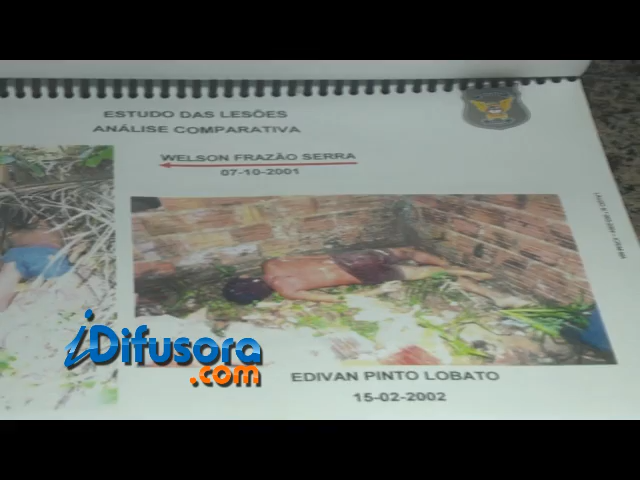 ESTUDO DAS LESÕES
ANÁLISE COMPARATIVA
WELSON FRAZÃO SERRA
07-10-2001
iDifusora
.com
EDIVAN PINTO LOBATO
15-02-2002